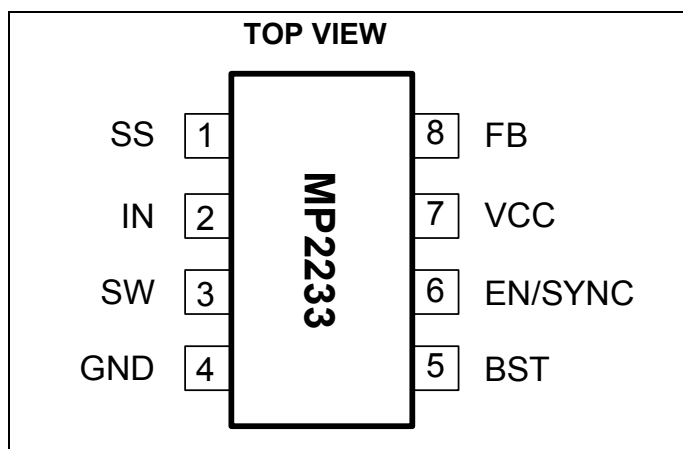 TOP VIEW
SS 1 8 FB
IN 2 7 VCC
SW 3 6 EN/SYNC
GND 4 5 BST
MP2233